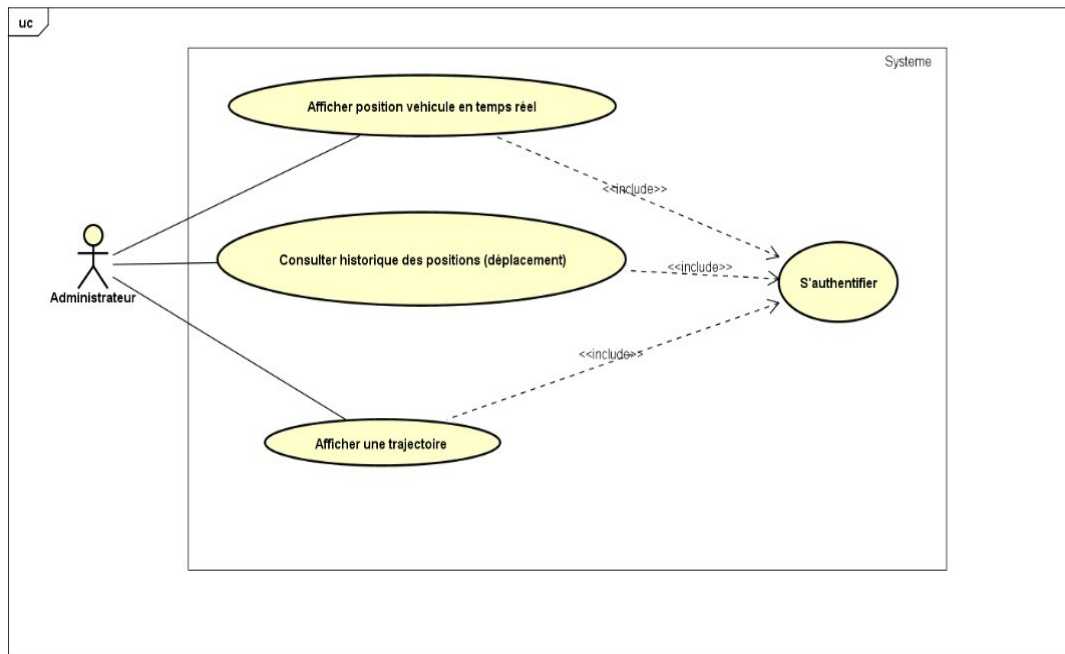 uc
Systeme
Afficher position vehicule en temps réel
<<include>>
Consulter historique des positions (déplacement)
<<include>>
S'authentifier
Administrateur
<<include>>
Afficher une trajectoire